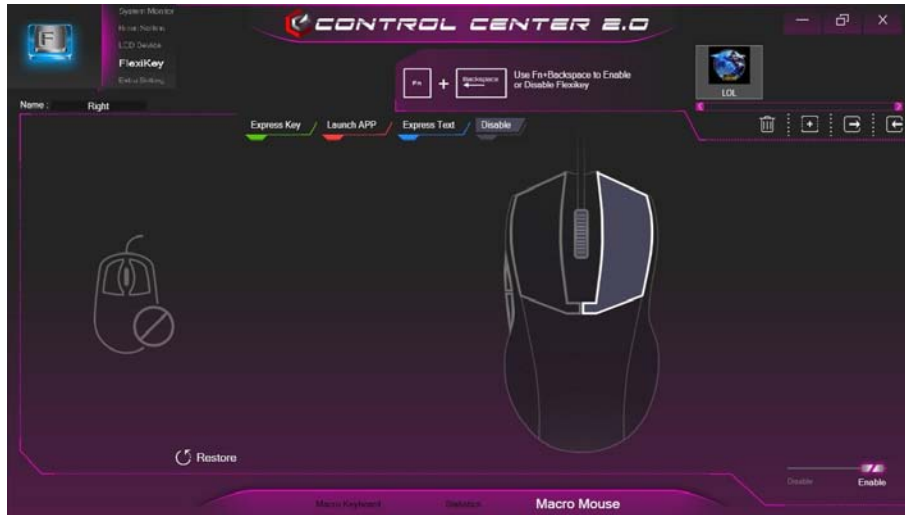 System Monitor
LCD Device
FlexiKey
CONTROL CENTER 2.0
Fn
+
Backspace
Use Fn+Backspace to Enable
or Disable Flexikey
LOL
Name : Right
Express Key
Launch APP
Express Text
Disable
Restore
Disable
Enable
Macro Keyboard
Statistics
Macro Mouse